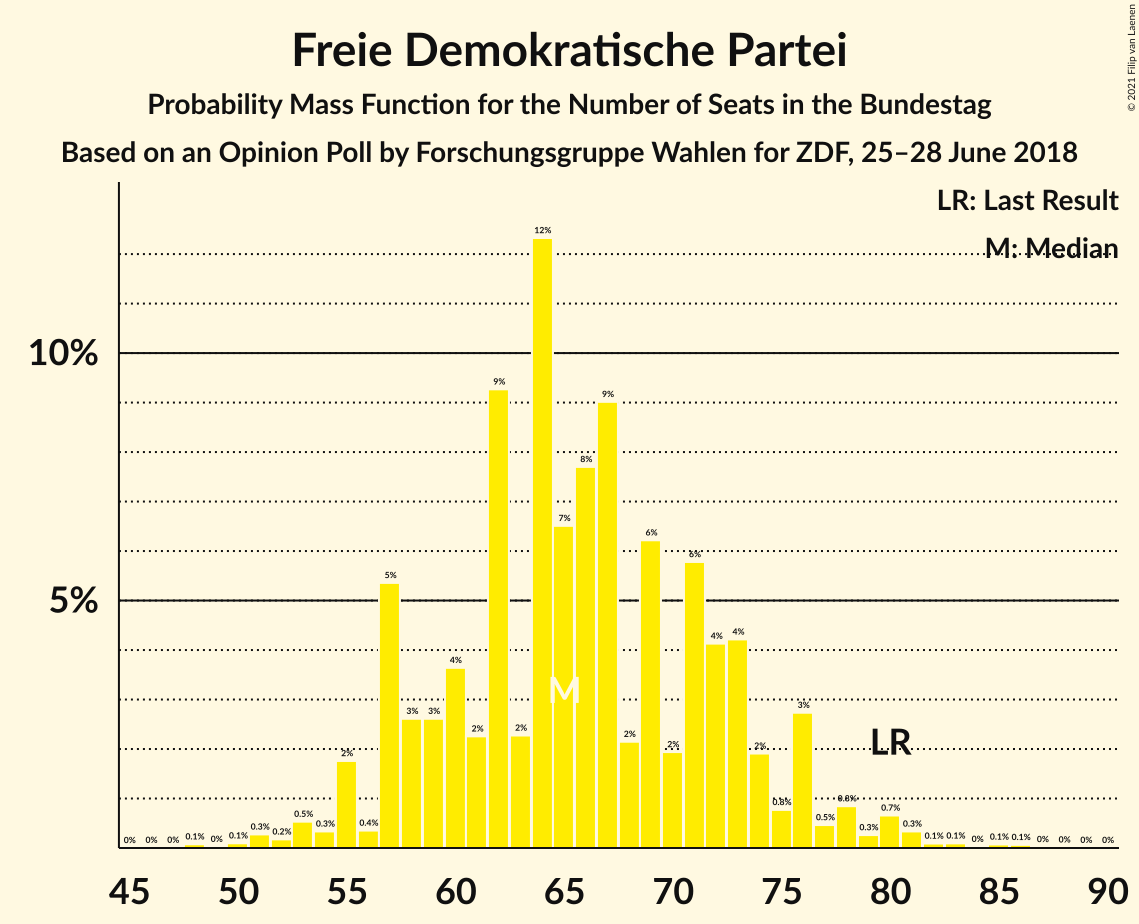 Freie Demokratische Partei
Probability Mass Function for the Number of Seats in the Bundestag
Based on an Opinion Poll by Forschungsgruppe Wahlen for ZDF, 25–28 June 2018
© 2021 Filip van Laenen
LR: Last Result
M: Median
10%
5%
0% 0% 0% 0.1% 0% 0.1% 0.3% 0.2% 0.5% 0.3% 2% 0.4% 5% 3% 3% 4% 2% 9% 2% 12% 7% 8% 9% 2% 6% 2% 6% 4% 4% 2% 0.8% 3% 0.5% 0.8% 0.3% 0.7% 0.3% 0.1% 0.1% 0% 0.1% 0.1% 0% 0% 0% 0%
M
LR
45 50 55 60 65 70 75 80 85 90